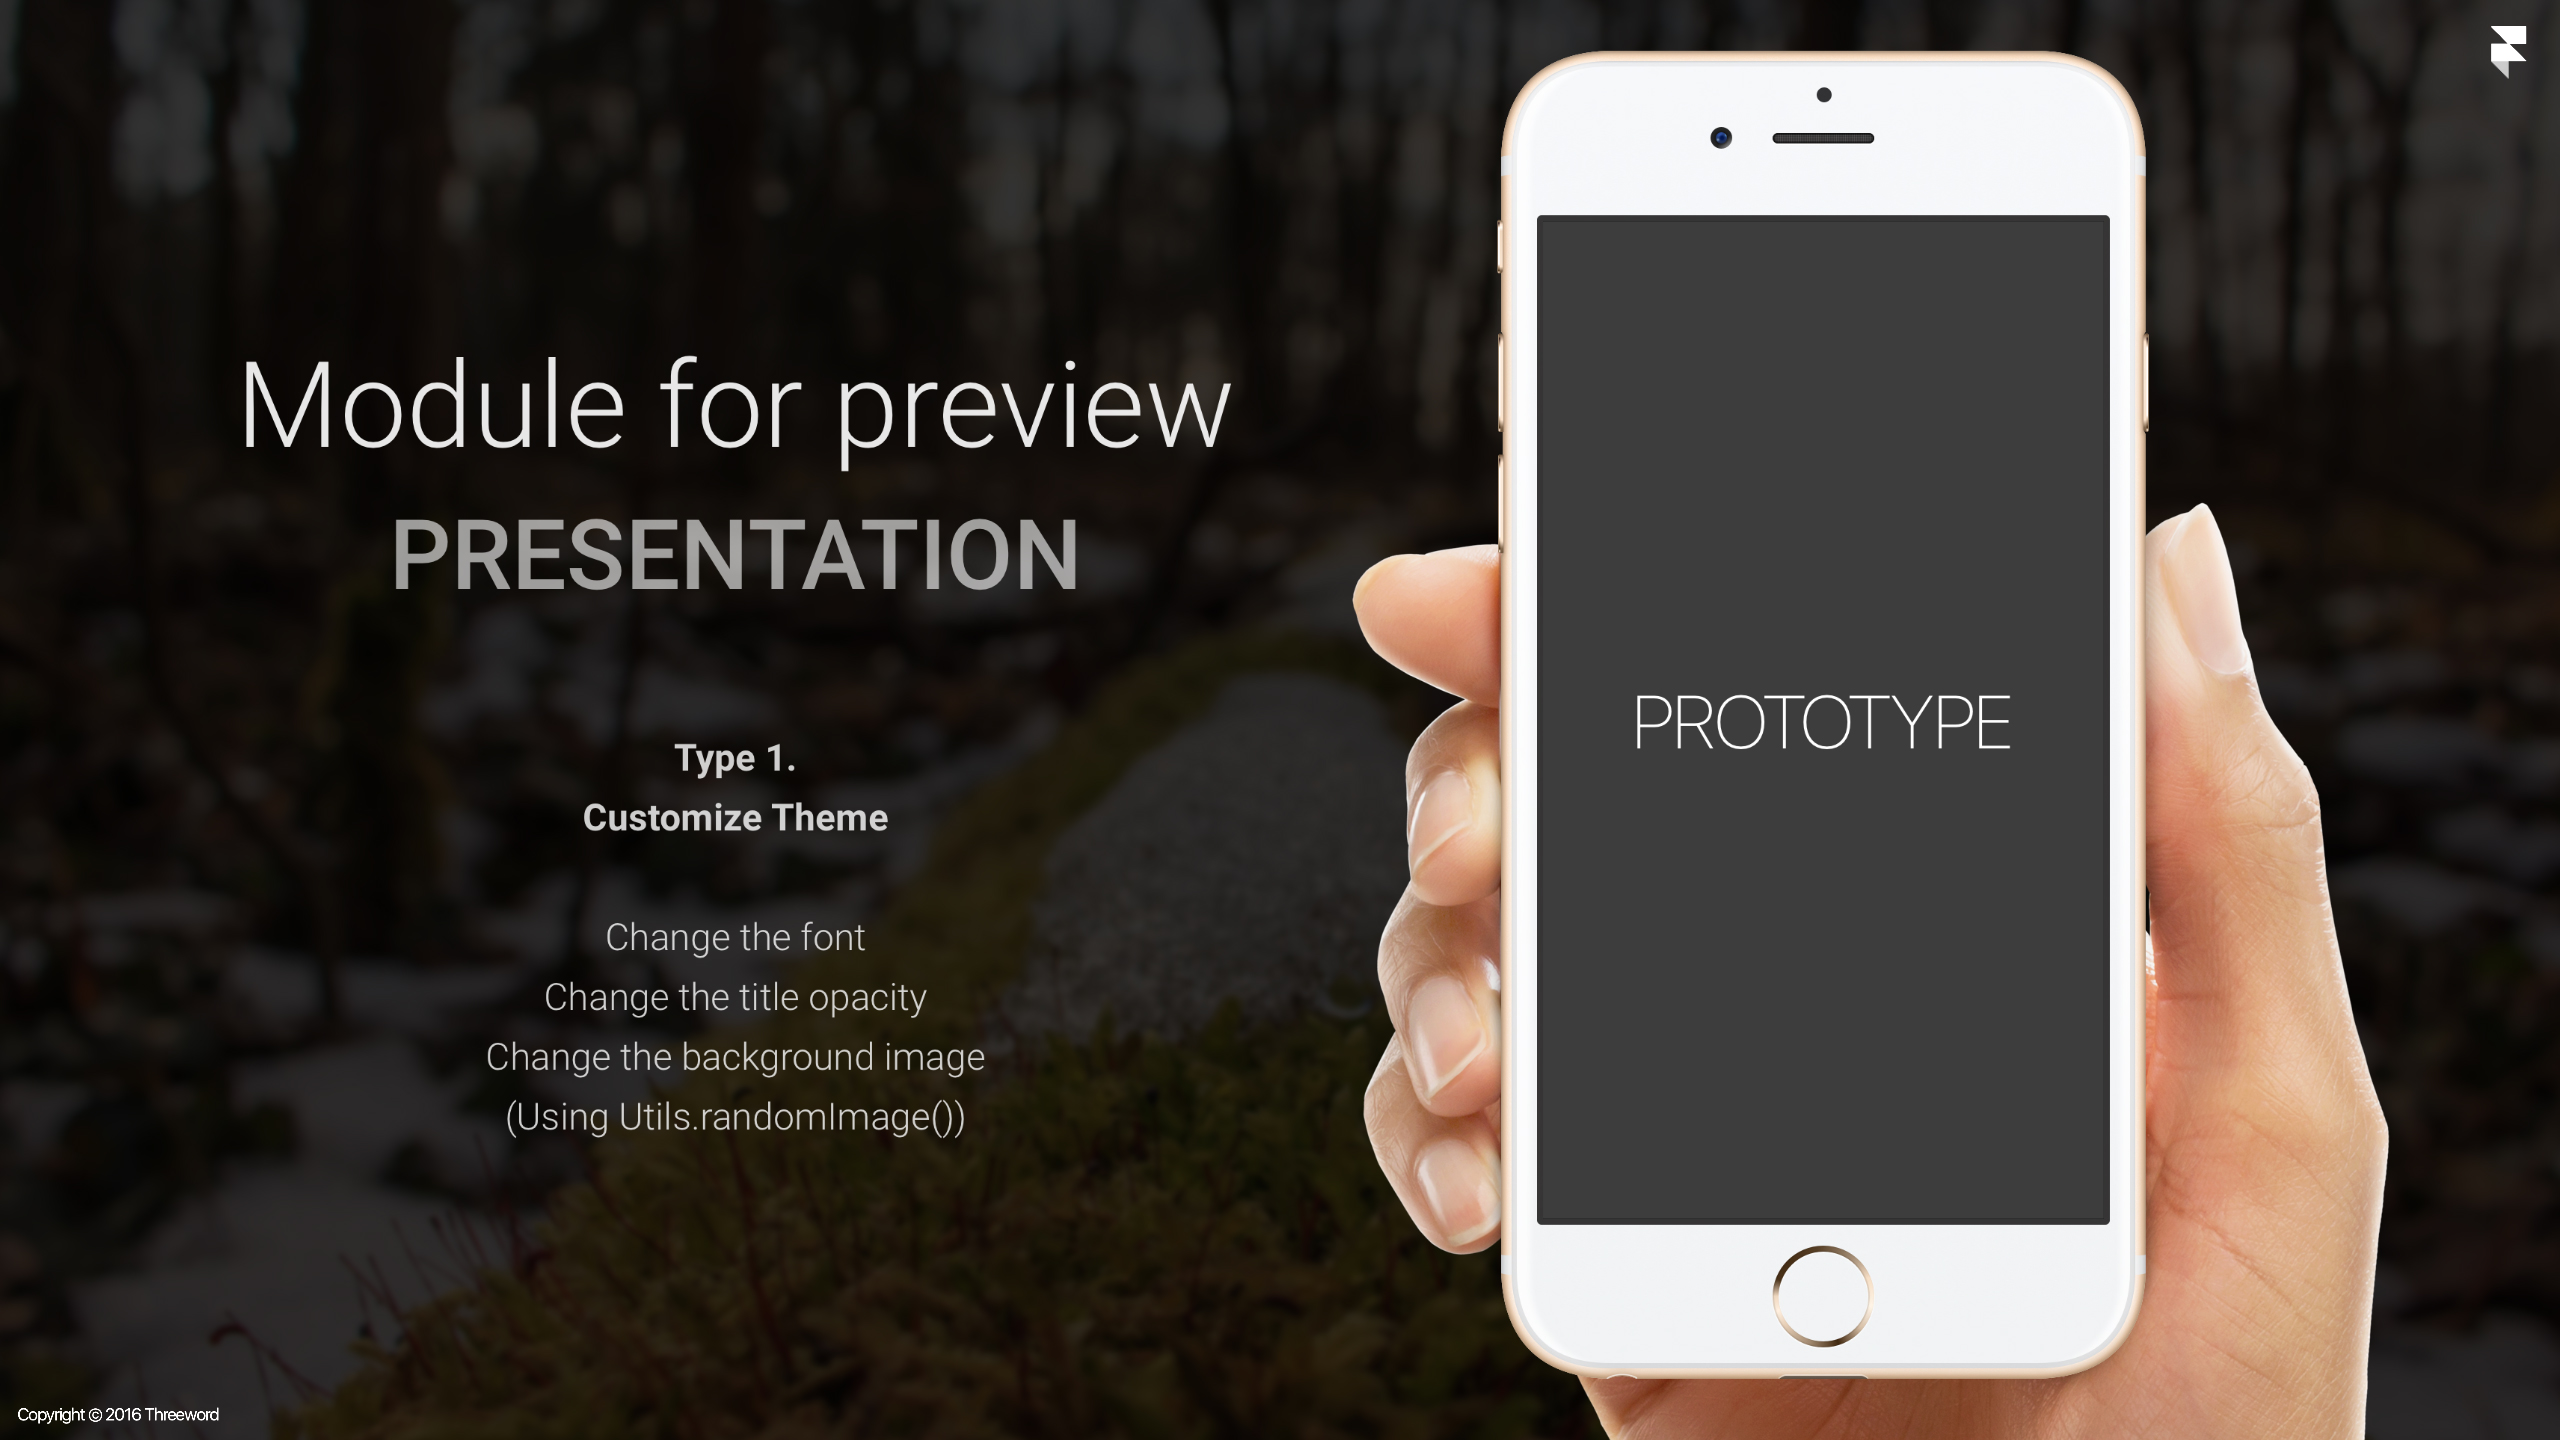 Module for preview
PRESENTATION
Type 1.
Customize Theme
Change the font
Change the title opacity
Change the background image
(Using Utils.randomImage())
PROTOTYPE
Copyright © 2016 Threeword